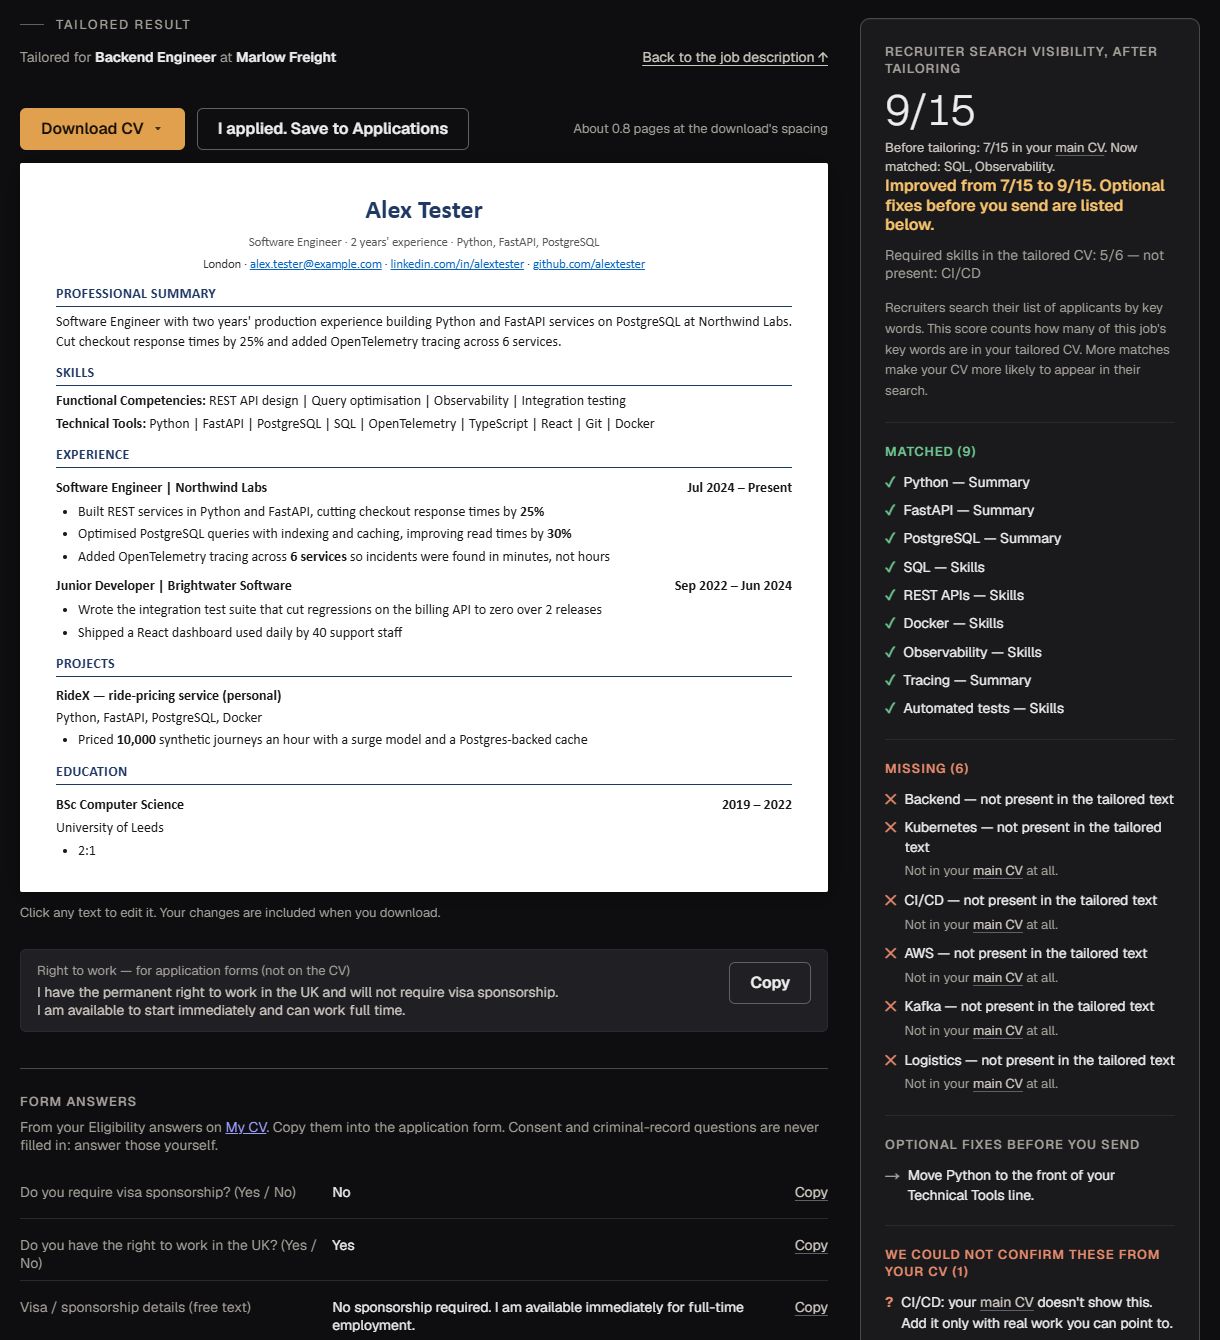 TAILORED RESULT
Tailored for Backend Engineer at Marlow Freight
Back to the job description ↑
Download CV
I applied. Save to Applications
About 0.8 pages at the download's spacing
Alex Tester
Software Engineer · 2 years' experience · Python, FastAPI, PostgreSQL
London · alex.tester@example.com · linkedin.com/in/alextester · github.com/alextester
PROFESSIONAL SUMMARY
Software Engineer with two years' production experience building Python and FastAPI services on PostgreSQL at Northwind Labs.
Cut checkout response times by 25% and added OpenTelemetry tracing across 6 services.
SKILLS
Functional Competencies: REST API design | Query optimisation | Observability | Integration testing
Technical Tools: Python | FastAPI | PostgreSQL | SQL | OpenTelemetry | TypeScript | React | Git | Docker
EXPERIENCE
Software Engineer | Northwind Labs Jul 2024 – Present
• Built REST services in Python and FastAPI, cutting checkout response times by 25%
• Optimised PostgreSQL queries with indexing and caching, improving read times by 30%
• Added OpenTelemetry tracing across 6 services so incidents were found in minutes, not hours
Junior Developer | Brightwater Software Sep 2022 – Jun 2024
• Wrote the integration test suite that cut regressions on the billing API to zero over 2 releases
• Shipped a React dashboard used daily by 40 support staff
PROJECTS
RideX — ride-pricing service (personal)
Python, FastAPI, PostgreSQL, Docker
• Priced 10,000 synthetic journeys an hour with a surge model and a Postgres-backed cache
EDUCATION
BSc Computer Science 2019 – 2022
University of Leeds
• 2:1
Click any text to edit it. Your changes are included when you download.
Right to work — for application forms (not on the CV)
I have the permanent right to work in the UK and will not require visa sponsorship.
I am available to start immediately and can work full time.
Copy
FORM ANSWERS
From your Eligibility answers on My CV. Copy them into the application form. Consent and criminal-record questions are never
filled in: answer those yourself.
Do you require visa sponsorship? (Yes / No) No Copy
Do you have the right to work in the UK? (Yes / Yes Copy
No)
Visa / sponsorship details (free text) No sponsorship required. I am available immediately for full-time Copy
employment.
RECRUITER SEARCH VISIBILITY, AFTER
TAILORING
9/15
Before tailoring: 7/15 in your main CV. Now
matched: SQL, Observability.
Improved from 7/15 to 9/15. Optional
fixes before you send are listed
below.
Required skills in the tailored CV: 5/6 — not
present: CI/CD
Recruiters search their list of applicants by key
words. This score counts how many of this job's
key words are in your tailored CV. More matches
make your CV more likely to appear in their
search.
MATCHED (9)
✓ Python — Summary
✓ FastAPI — Summary
✓ PostgreSQL — Summary
✓ SQL — Skills
✓ REST APIs — Skills
✓ Docker — Skills
✓ Observability — Skills
✓ Tracing — Summary
✓ Automated tests — Skills
MISSING (6)
✕ Backend — not present in the tailored text
✕ Kubernetes — not present in the tailored
text
Not in your main CV at all.
✕ CI/CD — not present in the tailored text
Not in your main CV at all.
✕ AWS — not present in the tailored text
Not in your main CV at all.
✕ Kafka — not present in the tailored text
Not in your main CV at all.
✕ Logistics — not present in the tailored text
Not in your main CV at all.
OPTIONAL FIXES BEFORE YOU SEND
→ Move Python to the front of your
Technical Tools line.
WE COULD NOT CONFIRM THESE FROM
YOUR CV (1)
? CI/CD: your main CV doesn't show this.
Add it only with real work you can point to.